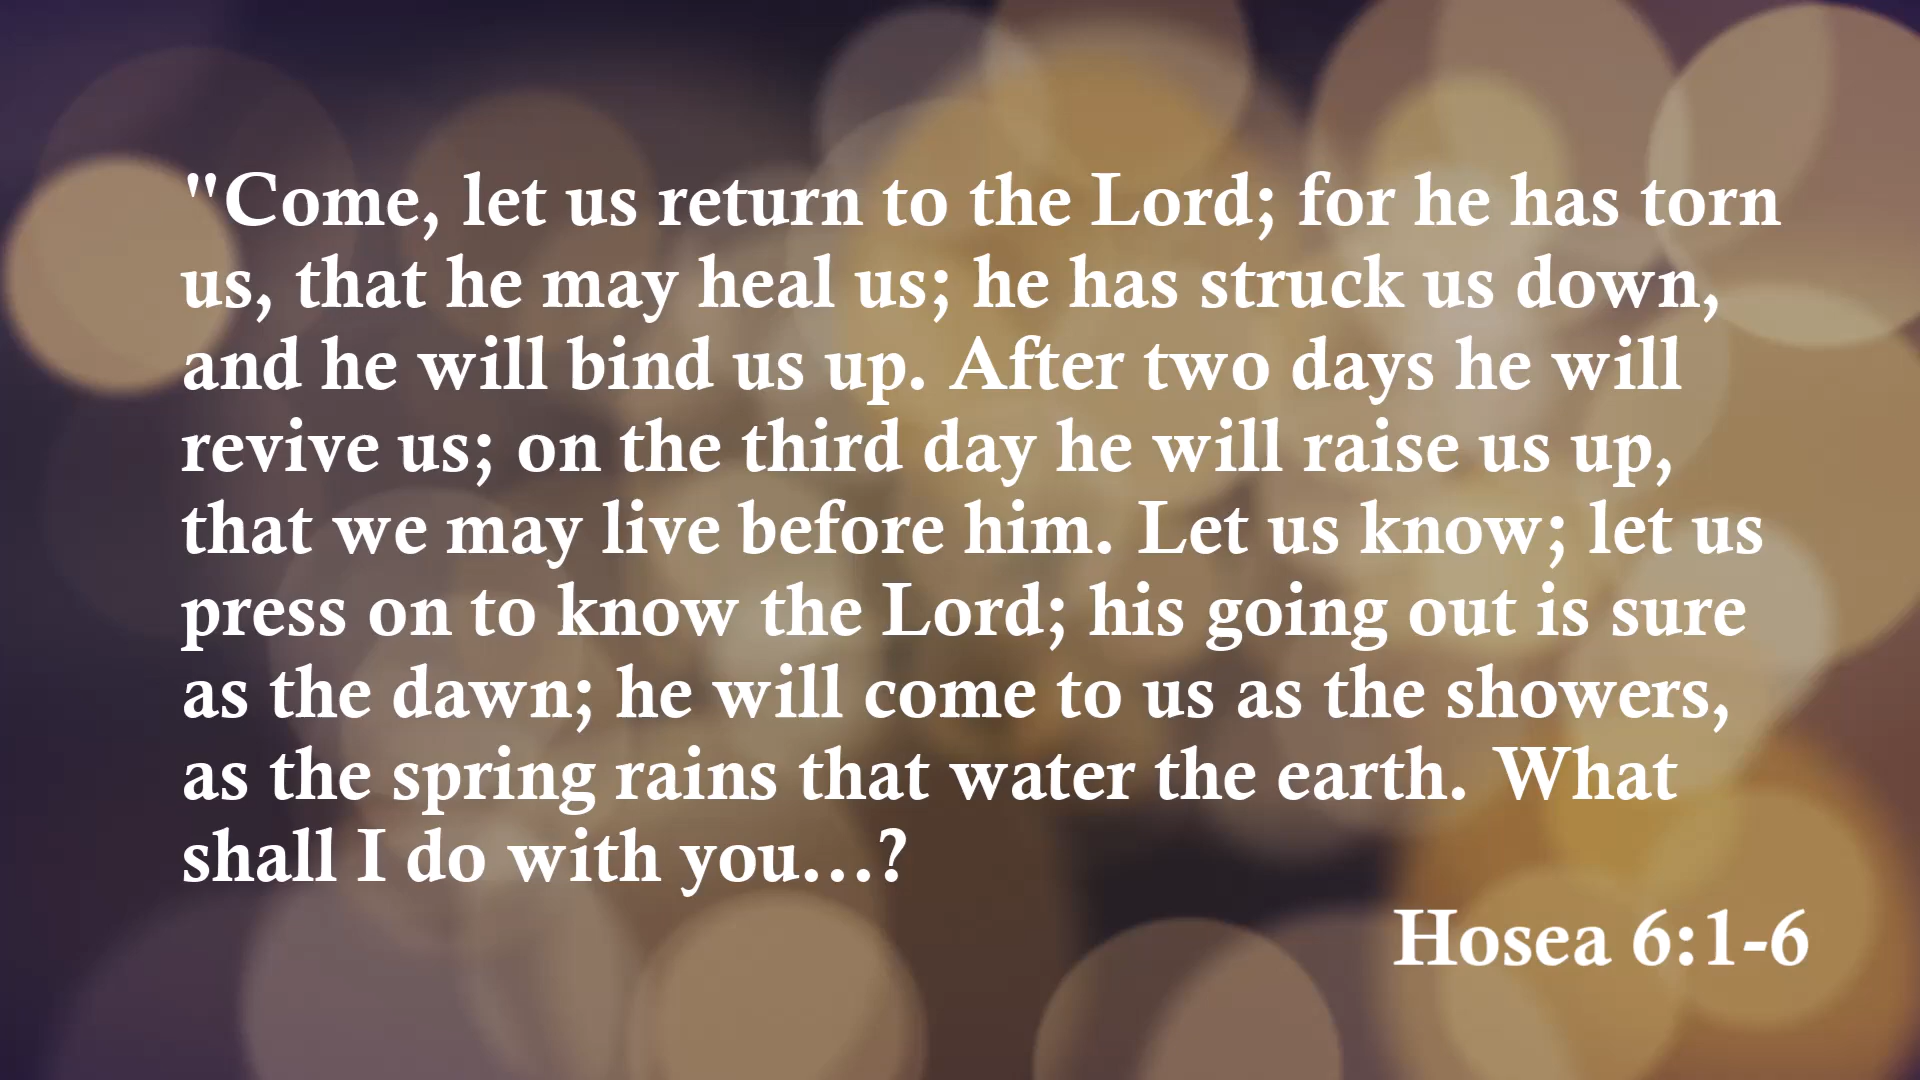 "Come, let us return to the Lord; for he has torn
us, that he may heal us; he has struck us down,
and he will bind us up. After two days he will
revive us; on the third day he will raise us up,
that we may live before him. Let us know; let us
press on to know the Lord; his going out is sure
as the dawn; he will come to us as the showers,
as the spring rains that water the earth. What
shall I do with you…?
Hosea 6:1-6